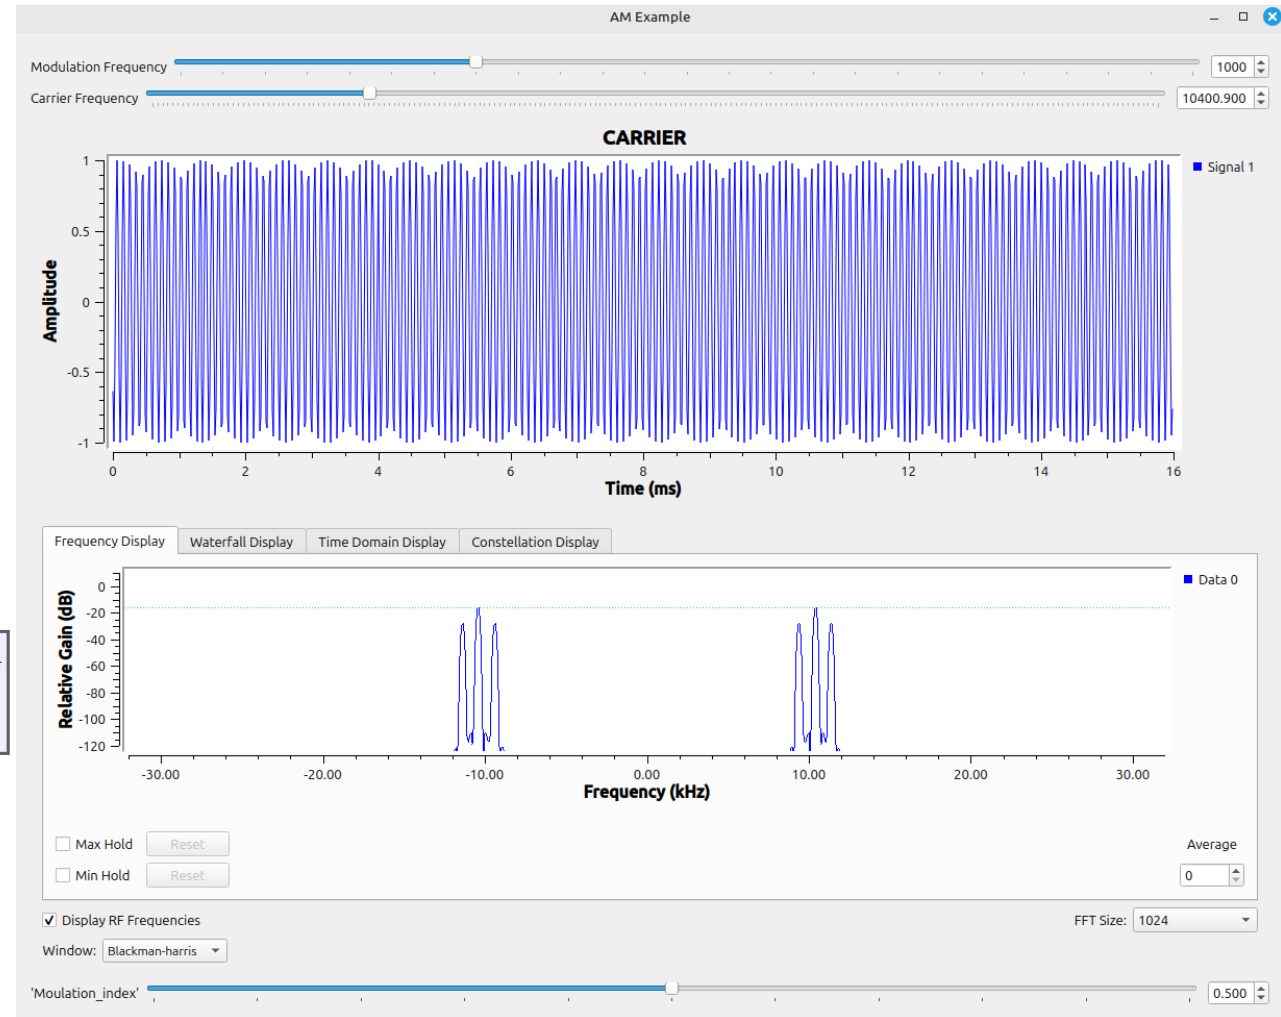 AM Example
Modulation Frequency 1000
Carrier Frequency 10400.900
CARRIER
Signal 1
Amplitude
1
0.5
0
-0.5
-1
0 2 4 6 8 10 12 14 16
Time (ms)
Frequency Display Waterfall Display Time Domain Display Constellation Display
Data 0
Relative Gain (dB)
0
-20
-40
-60
-80
-100
-120
-30.00 -20.00 -10.00 0.00 10.00 20.00 30.00
Frequency (kHz)
Max Hold Reset Average
Min Hold Reset 0
Display RF Frequencies FFT Size: 1024
Window: Blackman-harris
'Moulation_index' 0.500